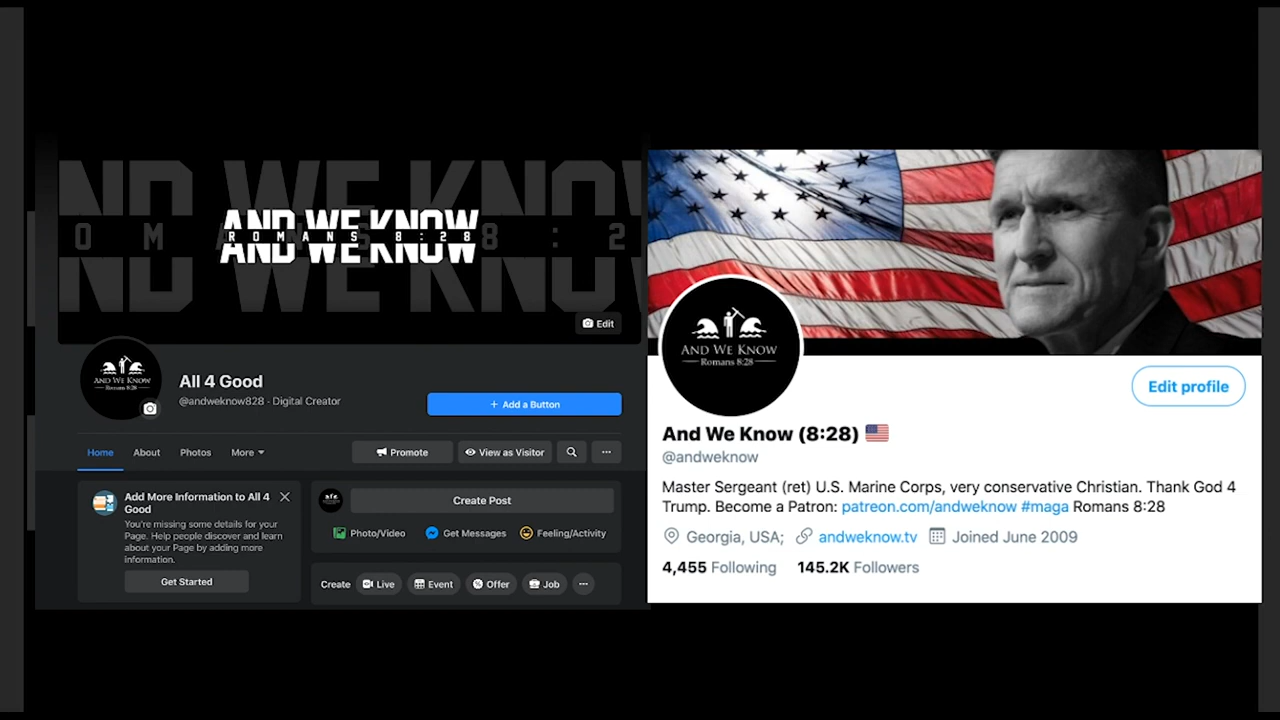 AND WE KNOW
ROMANS 8:28
Edit
AND WE KNOW
Romans 8:28
All 4 Good
@andweknow828 · Digital Creator
+ Add a Button
Home About Photos More
Promote View as Visitor ...
Add More Information to All 4
Good
You're missing some details for your
Page. Help people discover and learn
about your Page by adding more
information.
Get Started
Create Post
Photo/Video Get Messages Feeling/Activity
Create Live Event Offer Job ...
AND WE KNOW
Romans 8:28
Edit profile
And We Know (8:28)
@andweknow
Master Sergeant (ret) U.S. Marine Corps, very conservative Christian. Thank God 4
Trump. Become a Patron: patreon.com/andweknow #maga Romans 8:28
Georgia, USA; andweknow.tv Joined June 2009
4,455 Following 145.2K Followers